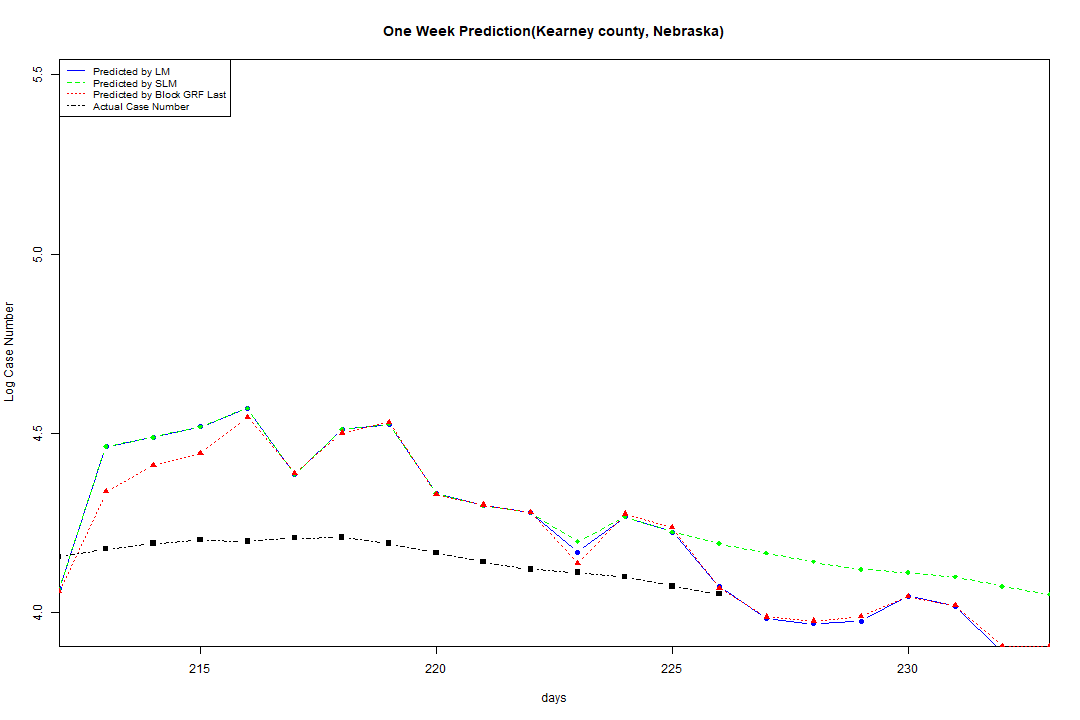 One Week Prediction(Kearney county, Nebraska)
Predicted by LM
Predicted by SLM
Predicted by Block GRF Last
Actual Case Number
5.5
5.0
4.5
4.0
Log Case Number
215
220
225
230
days